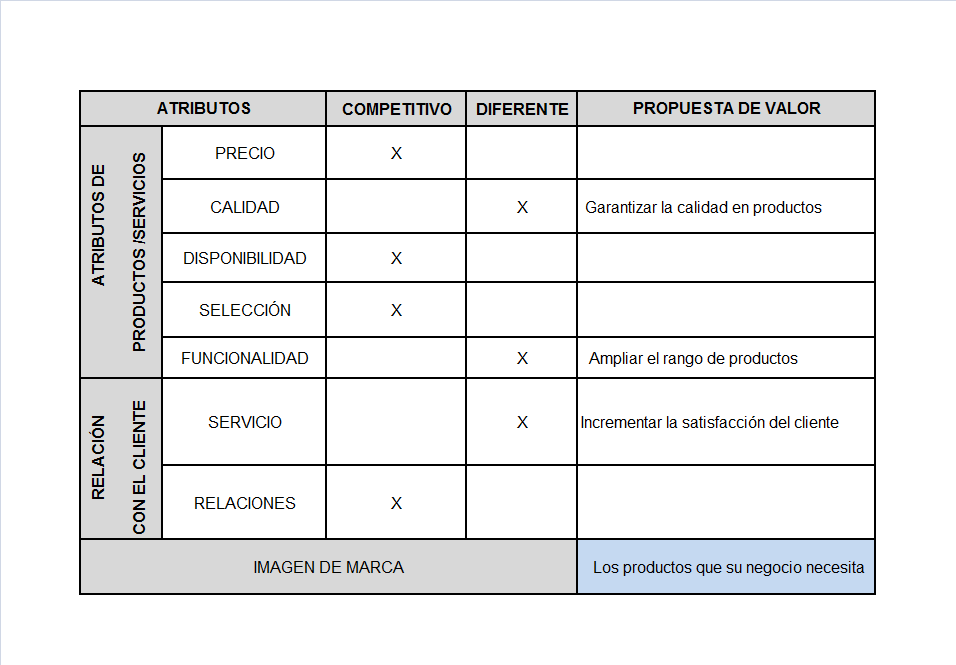 ATRIBUTOS COMPETITIVO DIFERENTE PROPUESTA DE VALOR
ATRIBUTOS DE
PRODUCTOS /SERVICIOS
PRECIO X
CALIDAD X Garantizar la calidad en productos
DISPONIBILIDAD X
SELECCIÓN X
FUNCIONALIDAD X Ampliar el rango de productos
RELACIÓN
CON EL CLIENTE
SERVICIO X Incrementar la satisfacción del cliente
RELACIONES X
IMAGEN DE MARCA Los productos que su negocio necesita